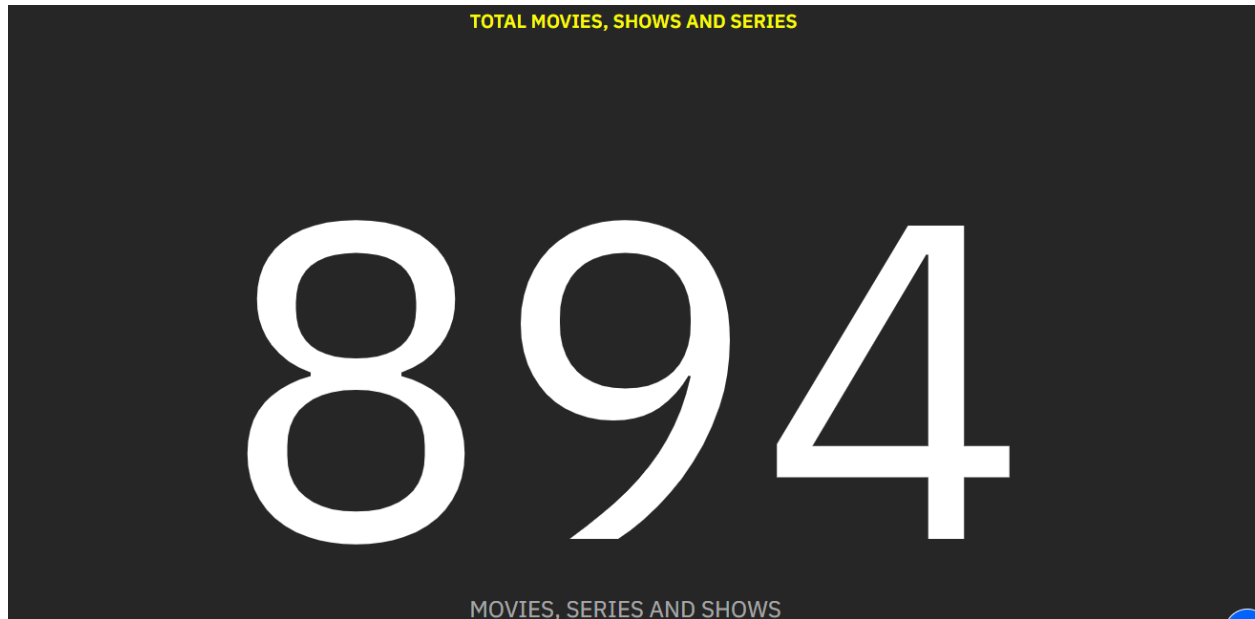 TOTAL MOVIES, SHOWS AND SERIES
894
MOVIES, SERIES AND SHOWS